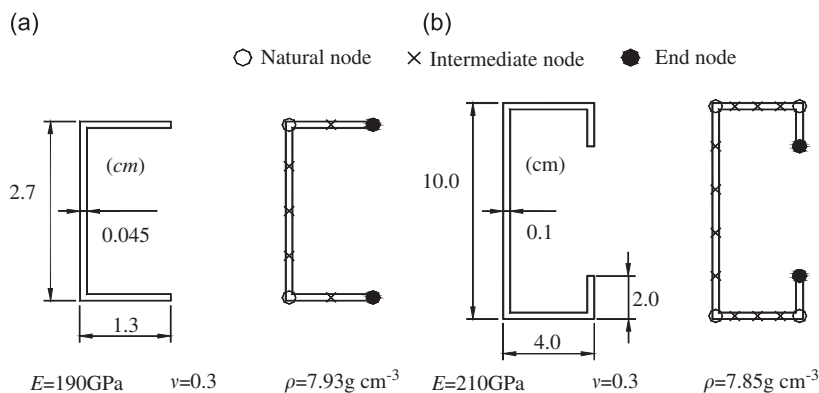 (a)
(b)
Natural node
Intermediate node
End node
(cm)
2.7
0.045
1.3
(cm)
10.0
0.1
2.0
4.0
E=190GPa ν=0.3 ρ=7.93g cm-3
E=210GPa ν=0.3 ρ=7.85g cm-3